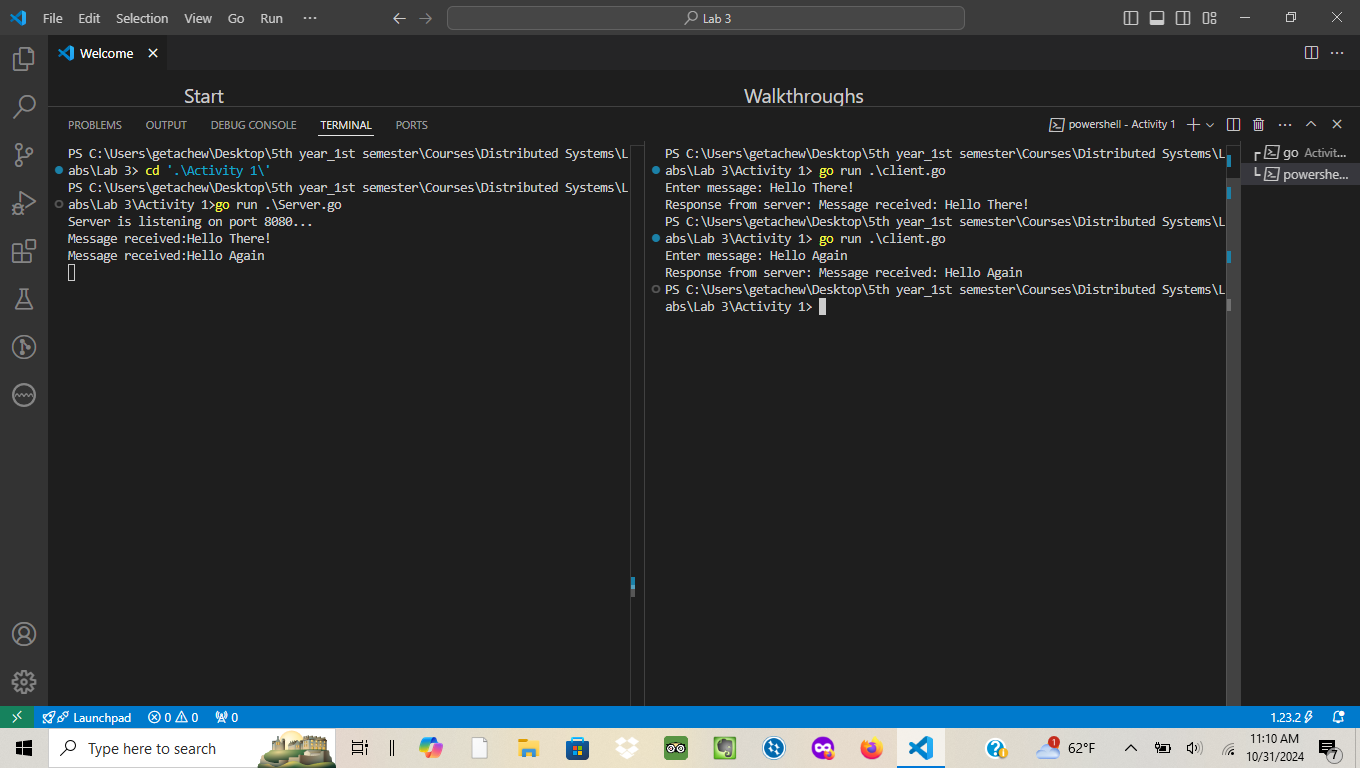 File Edit Selection View Go Run ··· Lab 3
Welcome
Start
Walkthroughs
PROBLEMS OUTPUT DEBUG CONSOLE TERMINAL PORTS
powershell - Activity 1
PS C:\Users\getachew\Desktop\5th year_1st semester\Courses\Distributed Systems\L
abs\Lab 3> cd '.\Activity 1\'
PS C:\Users\getachew\Desktop\5th year_1st semester\Courses\Distributed Systems\L
abs\Lab 3\Activity 1>go run .\Server.go
Server is listening on port 8080...
Message received:Hello There!
Message received:Hello Again
PS C:\Users\getachew\Desktop\5th year_1st semester\Courses\Distributed Systems\L
abs\Lab 3\Activity 1> go run .\client.go
Enter message: Hello There!
Response from server: Message received: Hello There!
PS C:\Users\getachew\Desktop\5th year_1st semester\Courses\Distributed Systems\L
abs\Lab 3\Activity 1> go run .\client.go
Enter message: Hello Again
Response from server: Message received: Hello Again
PS C:\Users\getachew\Desktop\5th year_1st semester\Courses\Distributed Systems\L
abs\Lab 3\Activity 1>
go Activit...
powershe...
Launchpad 0 0 0
1.23.2
Type here to search
1
62°F
11:10 AM
10/31/2024
7